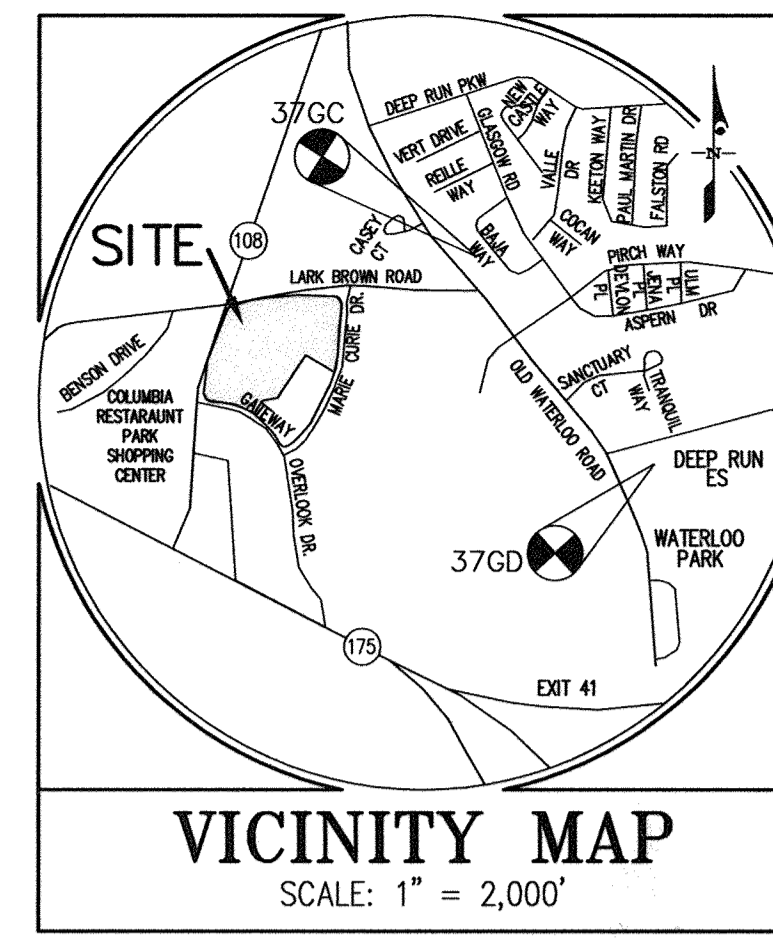 DEEP RUN PKW
NEW
CASTLE
WAY
37GC
VERT DRIVE
GLASGOW RD
REILLE
WAY
VALLE
DR
KEETON WAY
PAUL MARTIN DR
FALSTON RD
N
COCAN
WAY
BAJA
WAY
CASEY
CT
108
SITE
LARK BROWN ROAD
PIRCH WAY
DEVLON
PL
JENA
PL
ULM
PL
ASPERN DR
MARIE CURIE DR.
BENSON DRIVE
COLUMBIA
RESTARAUNT
PARK
SHOPPING
CENTER
GATEWAY
OVERLOOK DR.
OLD WATERLOO ROAD
SANCTUARY
CT
TRANQUIL
WAY
DEEP RUN
ES
37GD
WATERLOO
PARK
175
EXIT 41
VICINITY MAP
SCALE: 1" = 2,000'